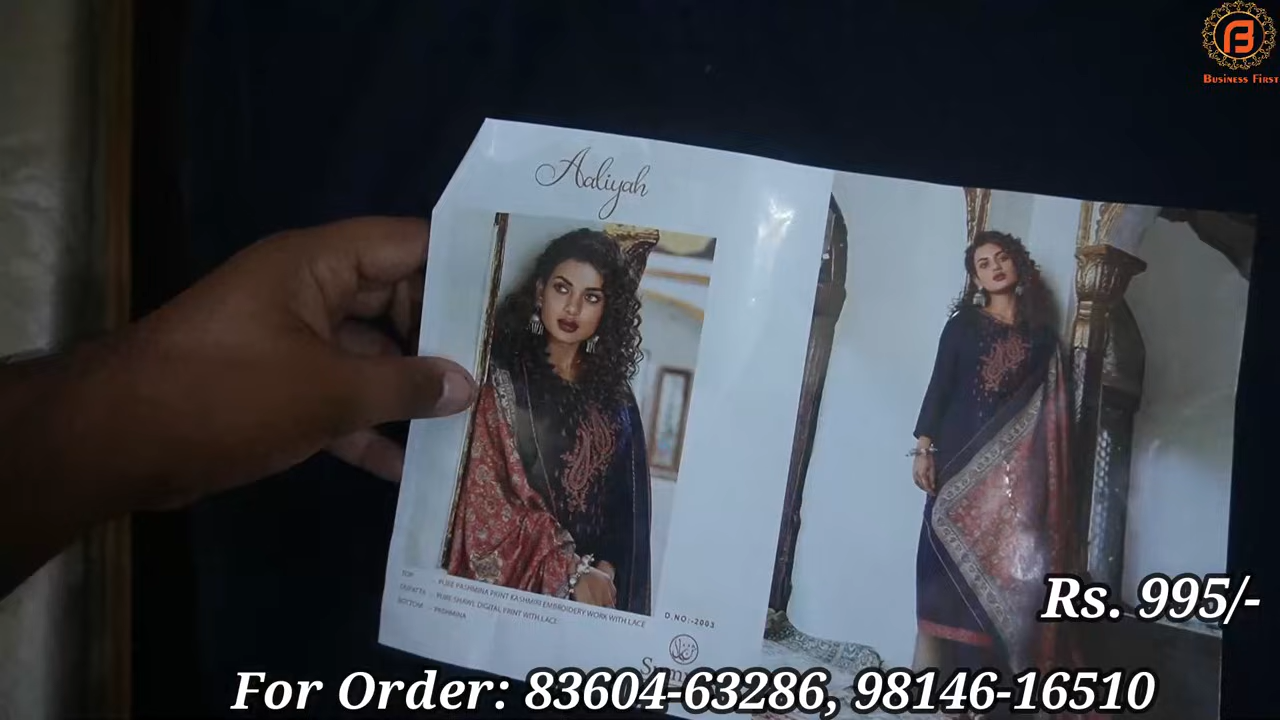 BUSINESS FIRST
Aaliyah
TOP : - PURE PASHMINA PRINT KASHMIRI EMBROIDERY WORK WITH LACE
DUPATTA : - PURE SHAWL DIGITAL PRINT WITH LACE
BOTTOM : - PASHMINA
D.NO:-2003
Rs. 995/-
For Order: 83604-63286, 98146-16510